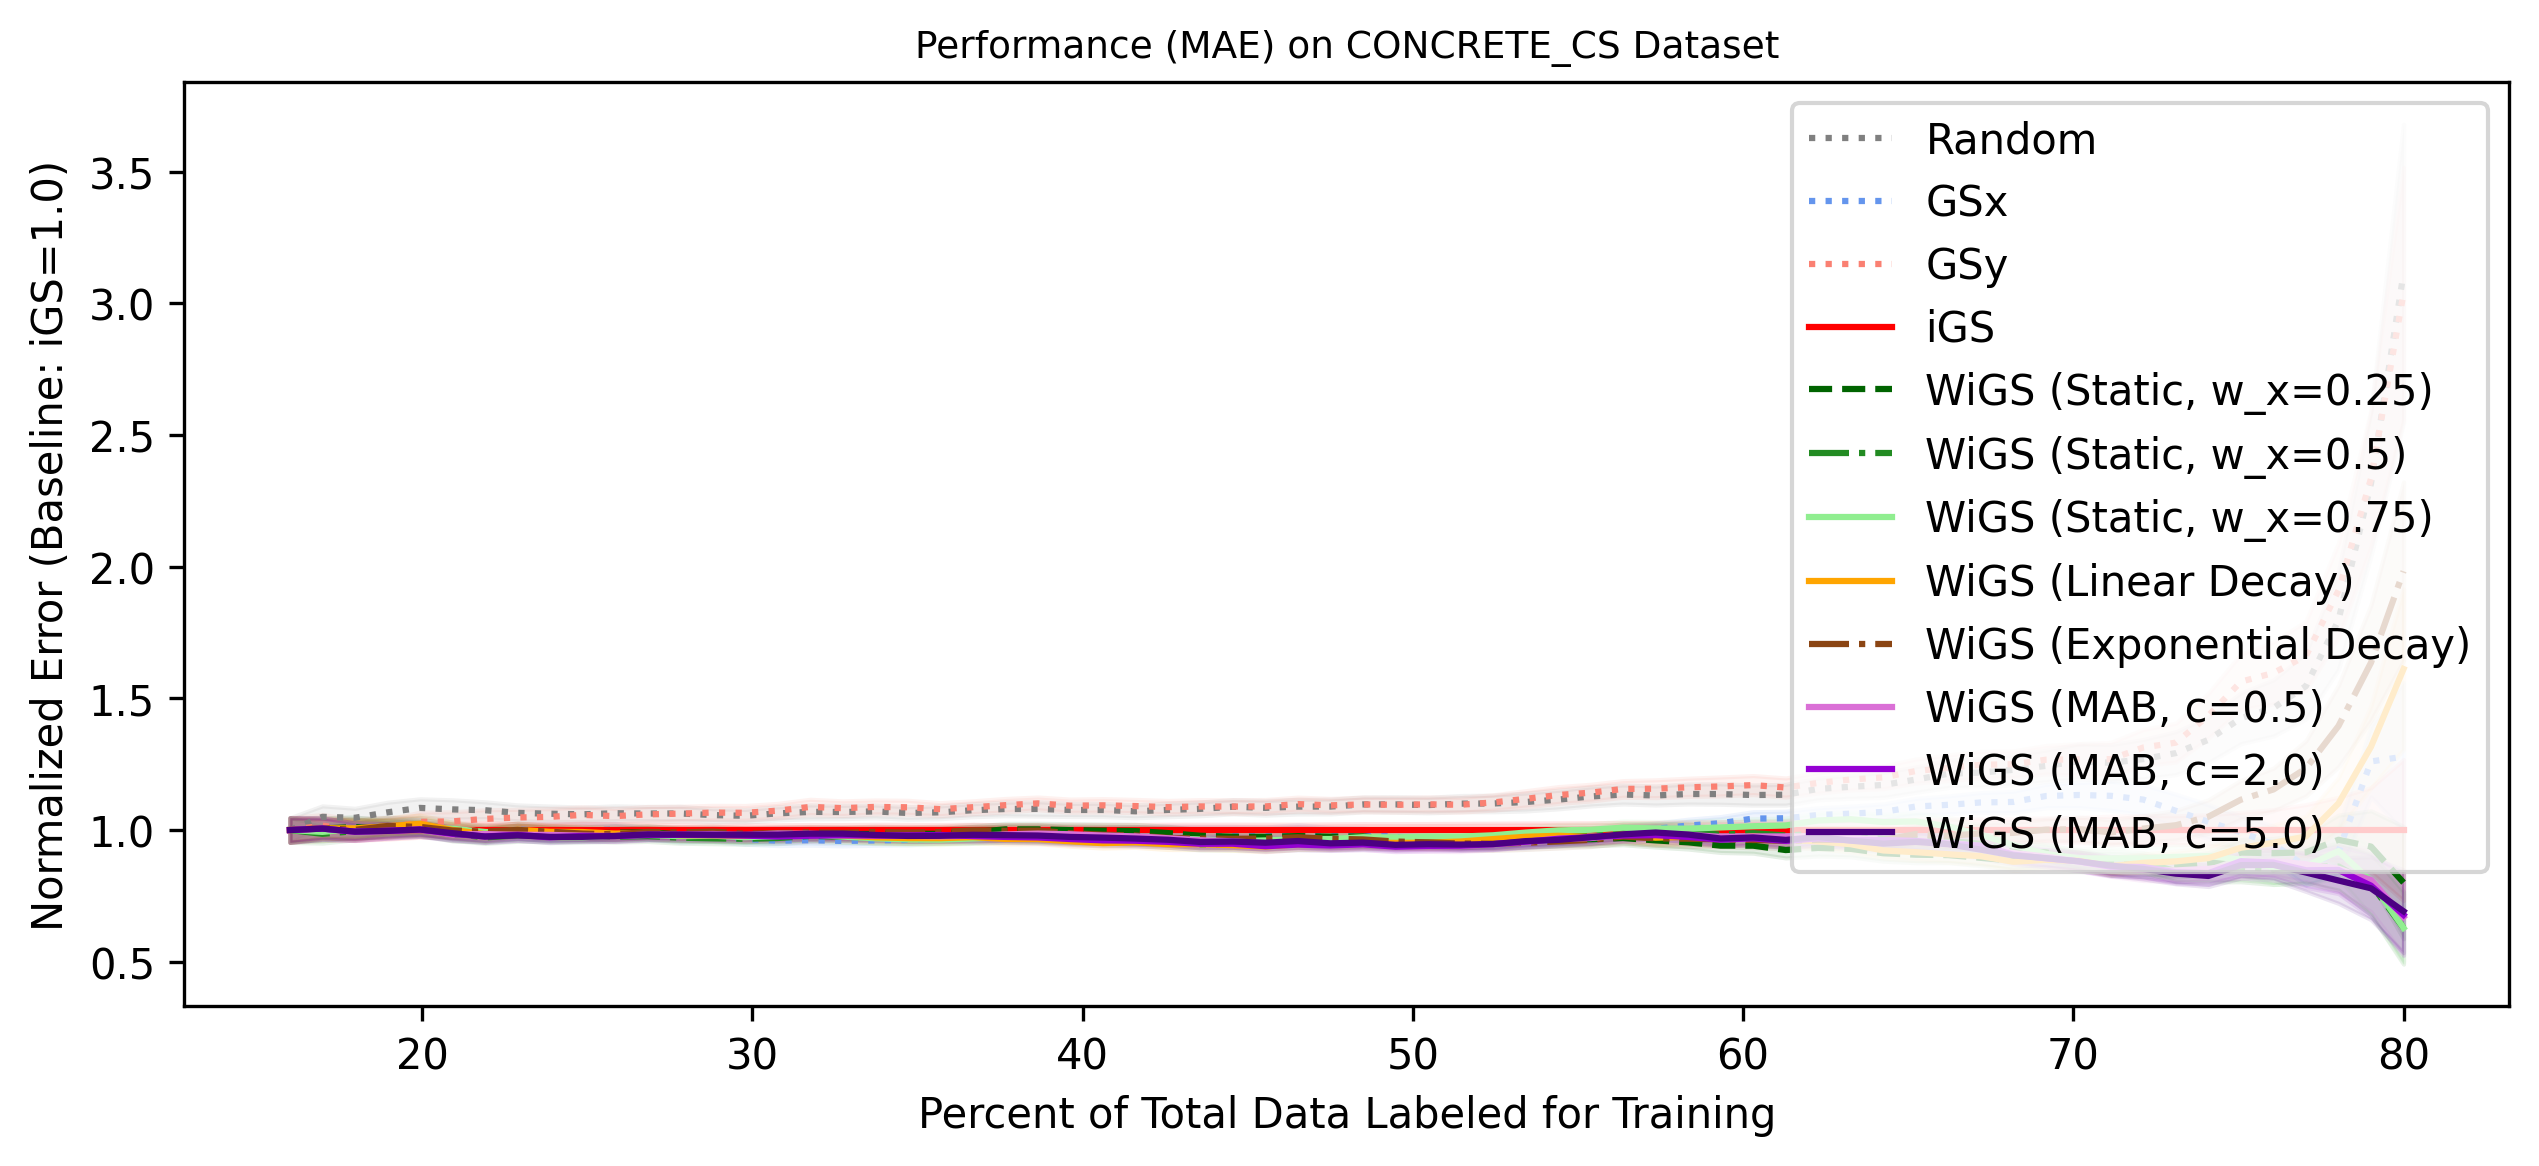 Performance (MAE) on CONCRETE_CS Dataset
Normalized Error (Baseline: iGS=1.0)
3.5
3.0
2.5
2.0
1.5
1.0
0.5
Random
GSx
GSy
iGS
WiGS (Static, w_x=0.25)
WiGS (Static, w_x=0.5)
WiGS (Static, w_x=0.75)
WiGS (Linear Decay)
WiGS (Exponential Decay)
WiGS (MAB, c=0.5)
WiGS (MAB, c=2.0)
WiGS (MAB, c=5.0)
20 30 40 50 60 70 80
Percent of Total Data Labeled for Training